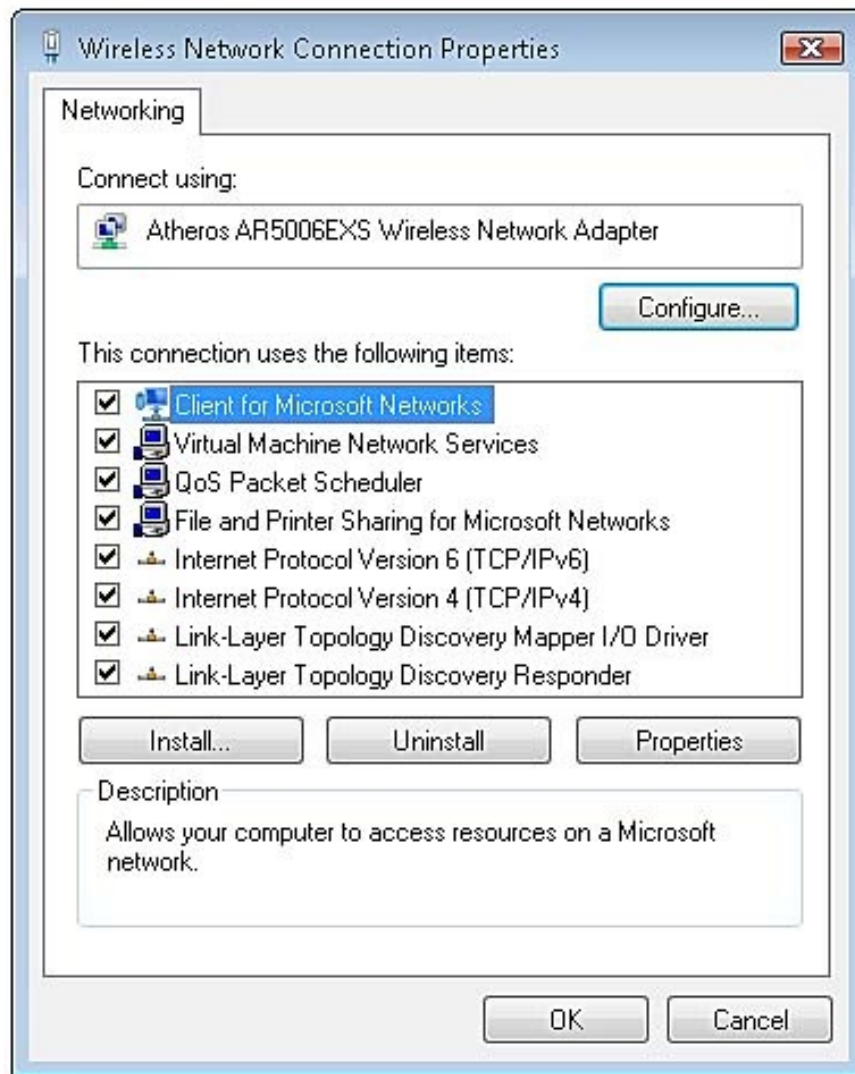 Wireless Network Connection Properties
Networking
Connect using:
Atheros AR5006EXS Wireless Network Adapter
Configure...
This connection uses the following items:
Client for Microsoft Networks
Virtual Machine Network Services
QoS Packet Scheduler
File and Printer Sharing for Microsoft Networks
Internet Protocol Version 6 (TCP/IPv6)
Internet Protocol Version 4 (TCP/IPv4)
Link-Layer Topology Discovery Mapper I/O Driver
Link-Layer Topology Discovery Responder
Install... Uninstall Properties
Description
Allows your computer to access resources on a Microsoft
network.
OK Cancel